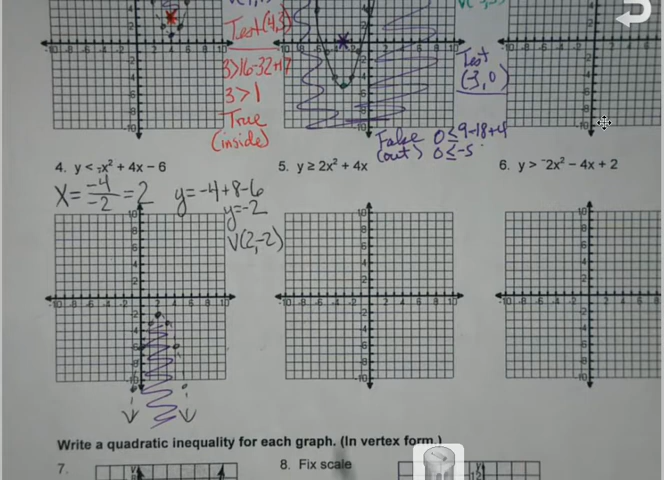 Test (4,3)
3>16-32+17
3 > 1
True
(inside)
Test
(-3,0)
False 0≤9-18+4
(out) 0≤-5
4. y < -x² + 4x − 6
5. y ≥ 2x² + 4x
6. y > -2x² − 4x + 2
X= -4/-2 =2 y=-4+8-6
y=-2
V(2,-2)
Write a quadratic inequality for each graph. (In vertex form.)
7.
8. Fix scale